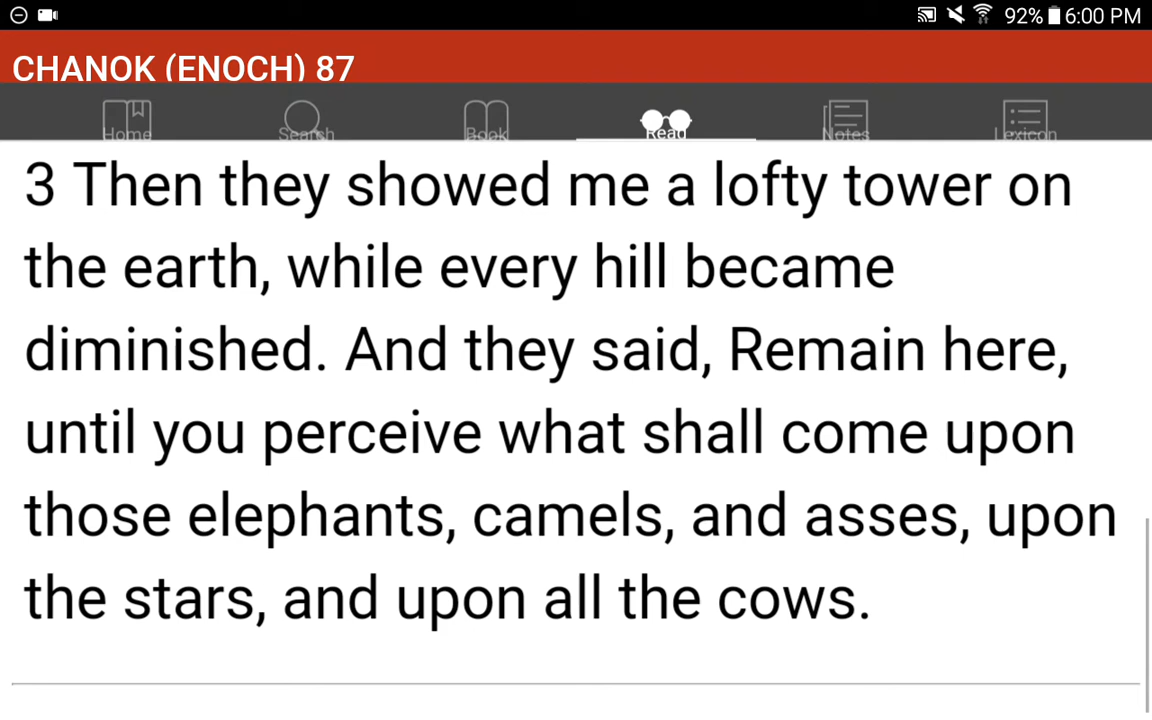 92% 6:00 PM
CHANOK (ENOCH) 87
Home Search Book Read Notes Lexicon
3 Then they showed me a lofty tower on
the earth, while every hill became
diminished. And they said, Remain here,
until you perceive what shall come upon
those elephants, camels, and asses, upon
the stars, and upon all the cows.